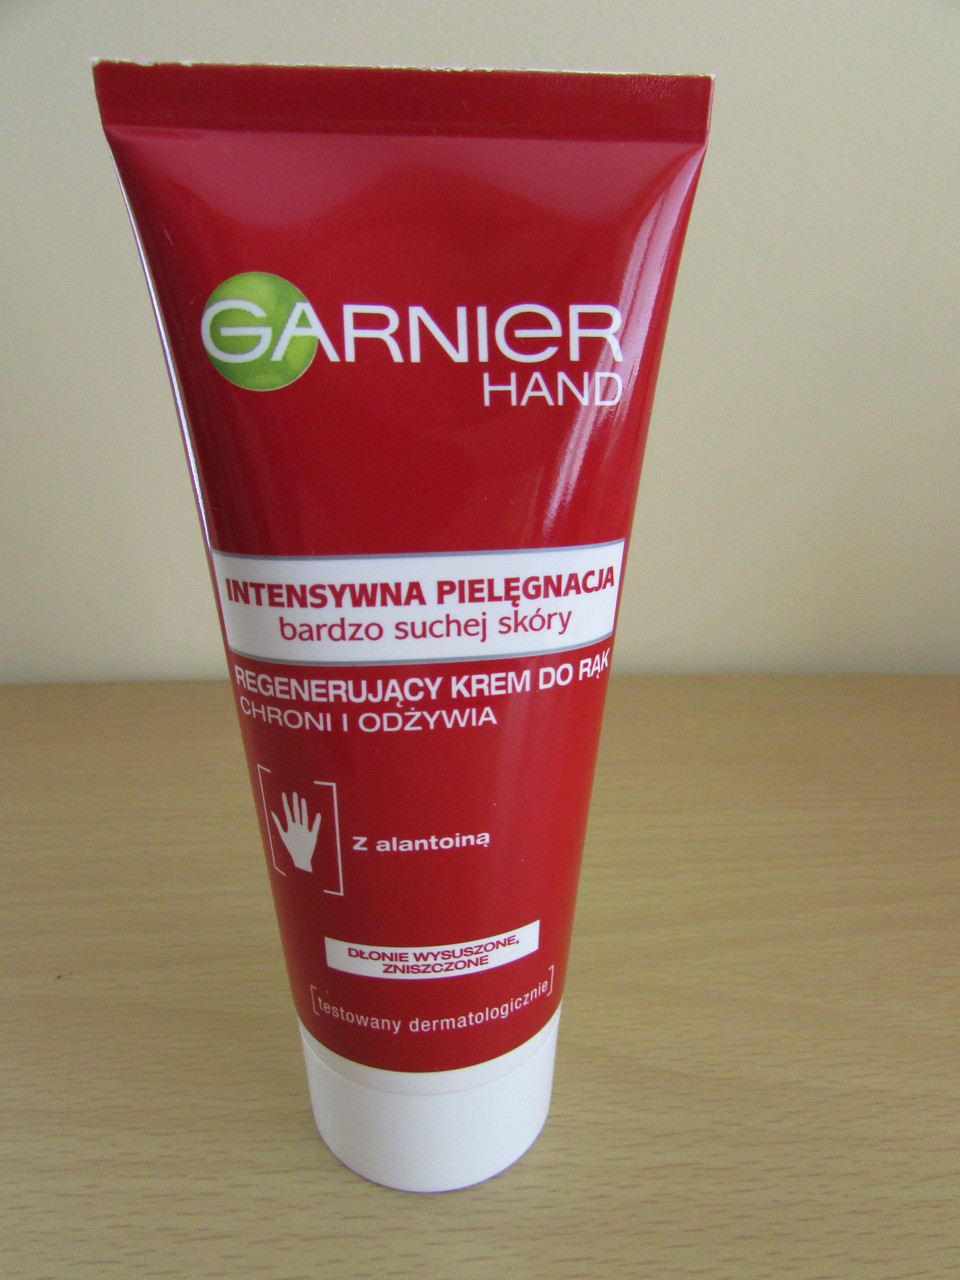 GARNIER
HAND
INTENSYWNA PIELĘGNACJA
bardzo suchej skóry
REGENERUJĄCY KREM DO RĄK
CHRONI I ODŻYWIA
Z alantoiną
DŁONIE WYSUSZONE,
ZNISZCZONE
[testowany dermatologicznie]